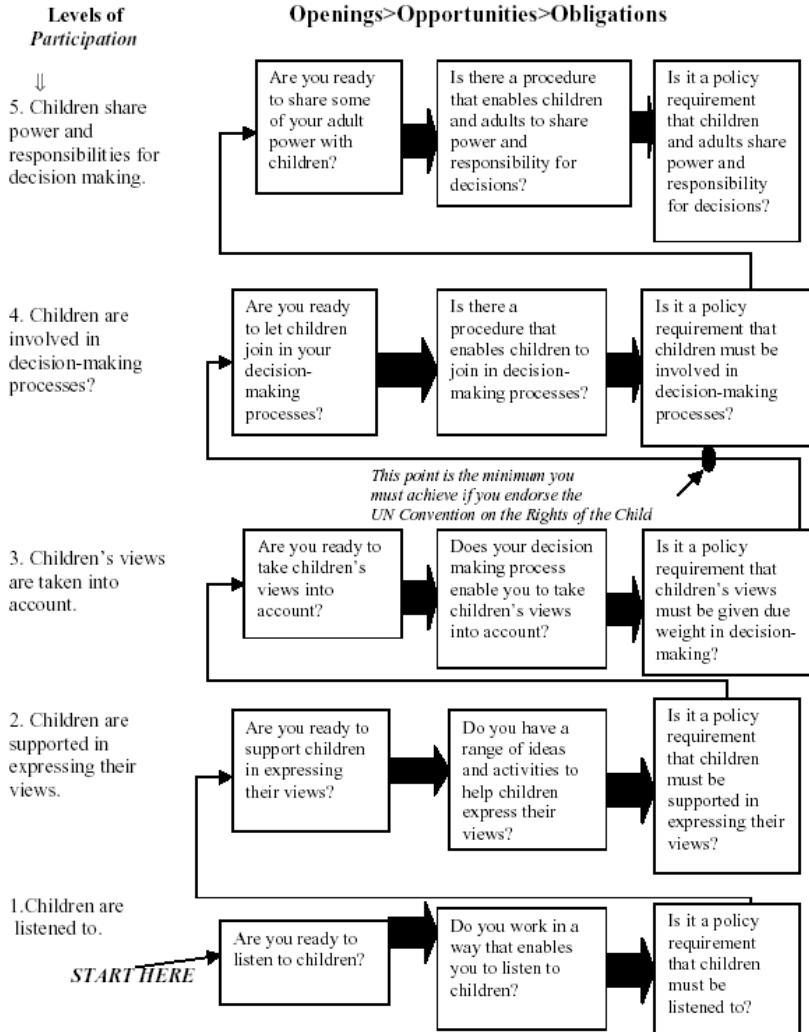 Levels of
Participation
Openings>Opportunities>Obligations
⇓
5. Children share
power and
responsibilities for
decision making.
Are you ready
to share some
of your adult
power with
children?
Is there a procedure
that enables children
and adults to share
power and
responsibility for
decisions?
Is it a policy
requirement
that children
and adults share
power and
responsibility
for decisions?
4. Children are
involved in
decision-making
processes?
Are you ready
to let children
join in your
decision-
making
processes?
Is there a
procedure that
enables children to
join in decision-
making processes?
Is it a policy
requirement that
children must be
involved in
decision-making
processes?
This point is the minimum you
must achieve if you endorse the
UN Convention on the Rights of the Child
3. Children's views
are taken into
account.
Are you ready to
take children's
views into
account?
Does your decision
making process
enable you to take
children's views
into account?
Is it a policy
requirement that
children's views
must be given due
weight in decision-
making?
2. Children are
supported in
expressing their
views.
Are you ready to
support children
in expressing
their views?
Do you have a
range of ideas
and activities to
help children
express their
views?
Is it a policy
requirement
that children
must be
supported in
expressing their
views?
1.Children are
listened to.
START HERE
Are you ready to
listen to children?
Do you work in a
way that enables
you to listen to
children?
Is it a policy
requirement
that children
must be
listened to?